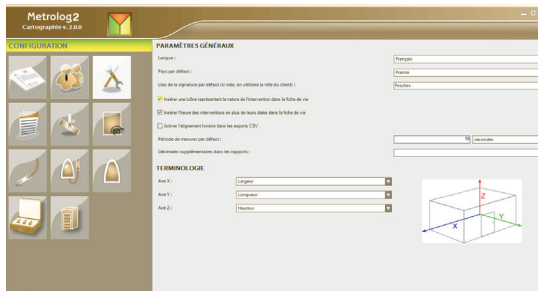 Metrolog2
Cartographie v. 2.0.0
CONFIGURATION
PARAMÈTRES GÉNÉRAUX
Langue :
Français
Pays par défaut :
France
Lieu de la signature par défaut (si vide, on utilisera la ville du client) :
Fesches
Insérer une icône représentant la nature de l'intervention dans la fiche de vie
Insérer l'heure des interventions en plus de leurs dates dans la fiche de vie
Activer l'alignement horaire dans les exports CSV
Période de mesures par défaut :
secondes
Décimales supplémentaires dans les rapports :
TERMINOLOGIE
Axe X :
Largeur
Axe Y :
Longueur
Axe Z :
Hauteur
Z
X
Y